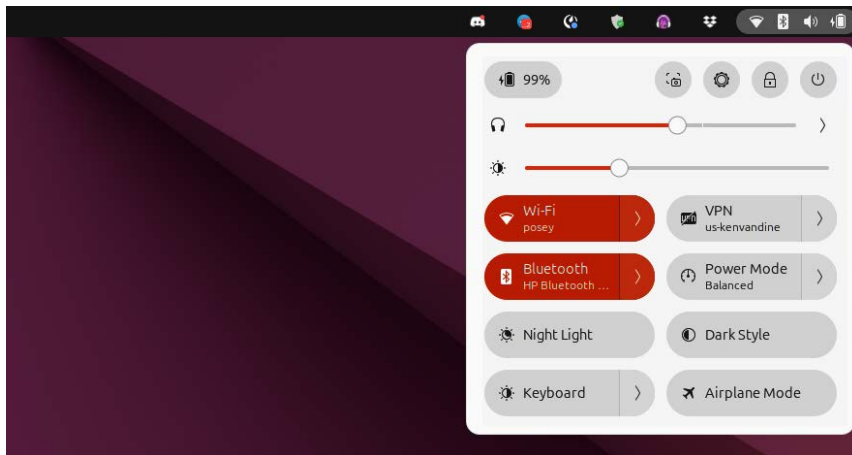 99%
Wi-Fi
posey
VPN
us-kenvandine
Bluetooth
HP Bluetooth ...
Power Mode
Balanced
Night Light
Dark Style
Keyboard
Airplane Mode